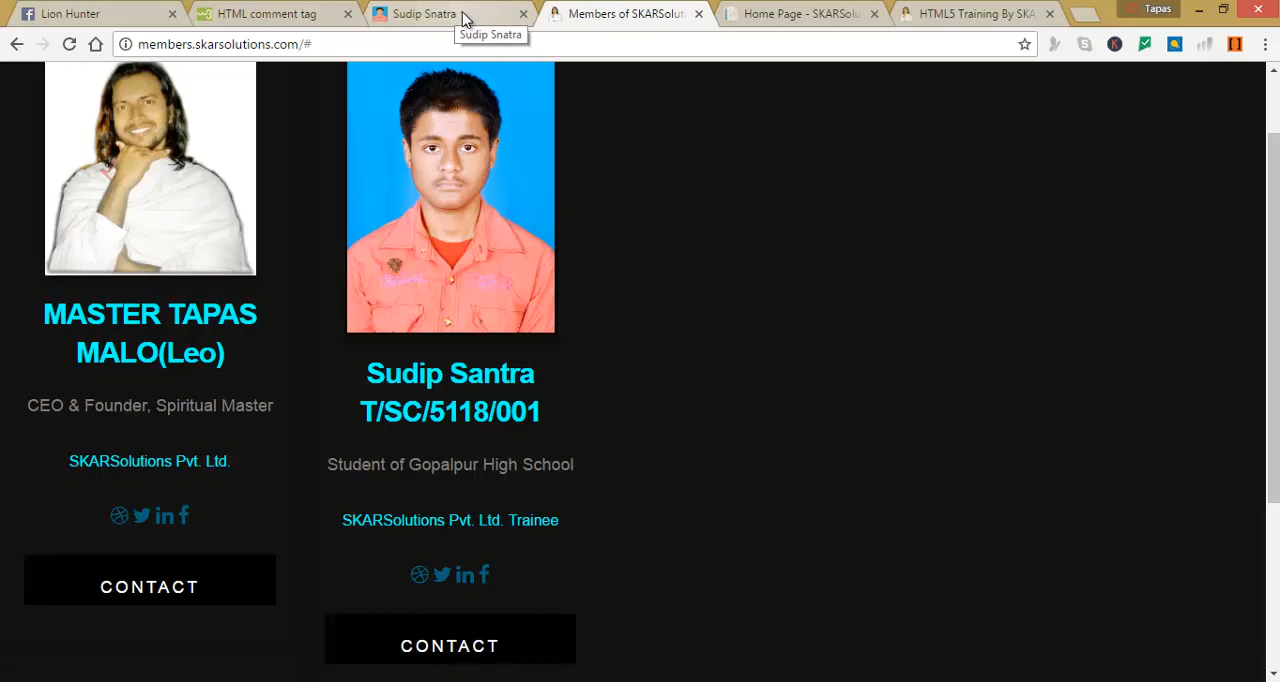 Lion Hunter
HTML comment tag
Sudip Snatra
Members of SKARSolut
Home Page - SKARSolu
HTML5 Training By SKA
Tapas
Sudip Snatra
members.skarsolutions.com/#
MASTER TAPAS
MALO(Leo)
CEO & Founder, Spiritual Master
SKARSolutions Pvt. Ltd.
CONTACT
Sudip Santra
T/SC/5118/001
Student of Gopalpur High School
SKARSolutions Pvt. Ltd. Trainee
CONTACT